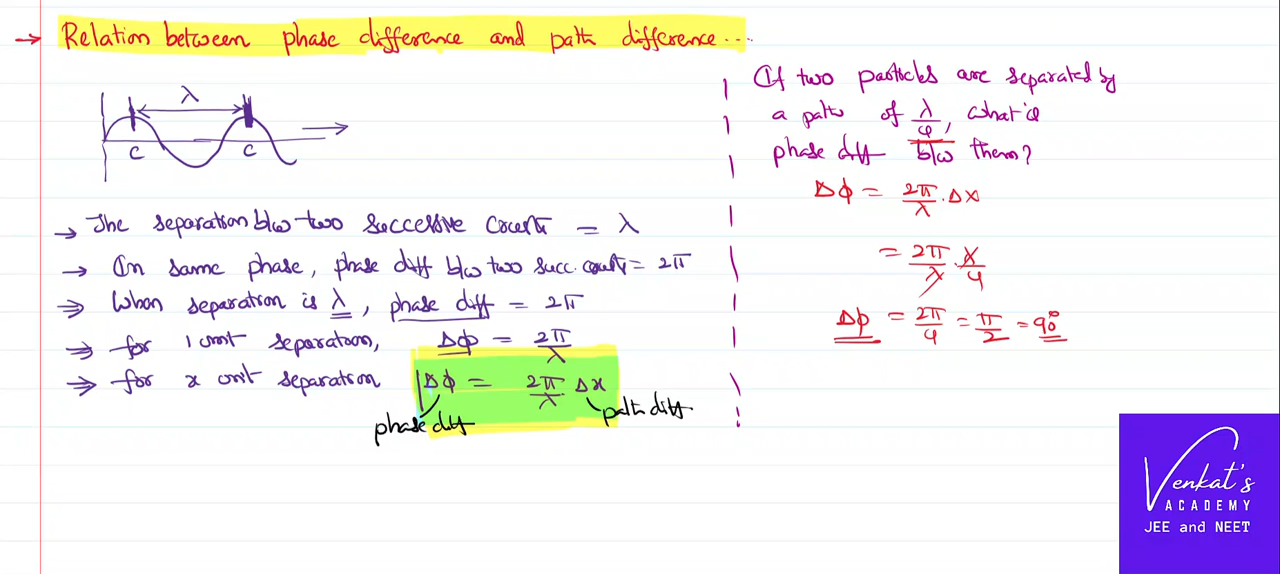 → Relation between phase difference and path difference...
λ
C C
→ The separation b/w two successive crests = λ
→ In same phase, phase diff b/w two succ. crests = 2π
⇒ When separation is λ, phase diff = 2π
⇒ for 1 unit separation, Δϕ = 2π/λ
⇒ for x unit separation Δϕ = 2π/λ Δx
phase diff path diff
If two particles are separated by
a path of λ/4, what is
phase diff b/w them?
Δϕ = 2π/λ · Δx
= 2π/λ · λ/4
Δϕ = 2π/4 = π/2 = 90°
Venkat's
ACADEMY
JEE and NEET